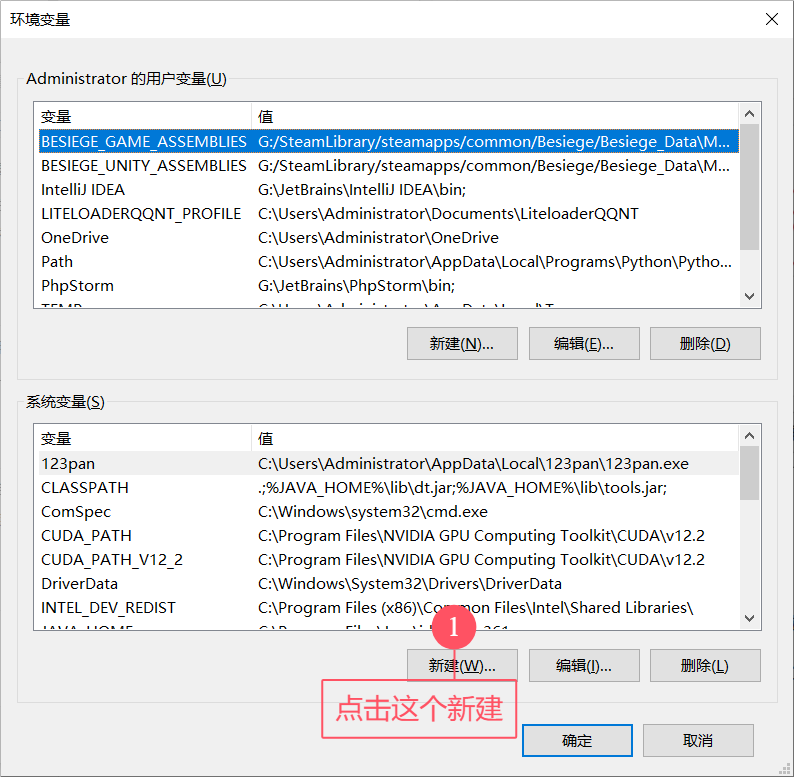 环境变量
Administrator 的用户变量(U)
变量 值
BESIEGE_GAME_ASSEMBLIES G:/SteamLibrary/steamapps/common/Besiege/Besiege_Data\M...
BESIEGE_UNITY_ASSEMBLIES G:/SteamLibrary/steamapps/common/Besiege/Besiege_Data\M...
IntelliJ IDEA G:\JetBrains\IntelliJ IDEA\bin;
LITELOADERQQNT_PROFILE C:\Users\Administrator\Documents\LiteloaderQQNT
OneDrive C:\Users\Administrator\OneDrive
Path C:\Users\Administrator\AppData\Local\Programs\Python\Pytho...
PhpStorm G:\JetBrains\PhpStorm\bin;
新建(N)... 编辑(E)... 删除(D)
系统变量(S)
变量 值
123pan C:\Users\Administrator\AppData\Local\123pan\123pan.exe
CLASSPATH .;%JAVA_HOME%\lib\dt.jar;%JAVA_HOME%\lib\tools.jar;
ComSpec C:\Windows\system32\cmd.exe
CUDA_PATH C:\Program Files\NVIDIA GPU Computing Toolkit\CUDA\v12.2
CUDA_PATH_V12_2 C:\Program Files\NVIDIA GPU Computing Toolkit\CUDA\v12.2
DriverData C:\Windows\System32\Drivers\DriverData
INTEL_DEV_REDIST C:\Program Files (x86)\Common Files\Intel\Shared Libraries\
1
新建(W)... 编辑(I)... 删除(L)
点击这个新建
确定 取消